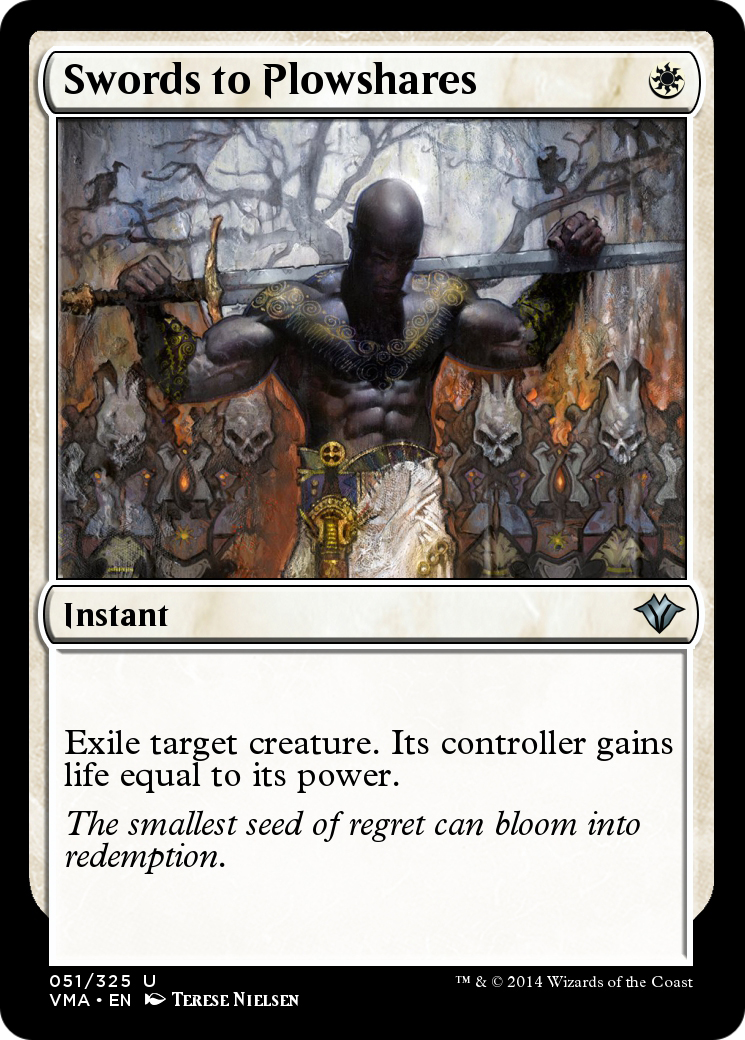 Swords to Plowshares
Instant
Exile target creature. Its controller gains
life equal to its power.
The smallest seed of regret can bloom into
redemption.
051/325 U
™ & © 2014 Wizards of the Coast
VMA • EN Terese Nielsen